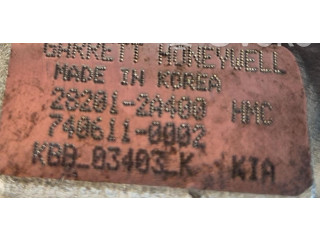 GARRETT HONEYWELL
MADE IN KOREA
28201-2A400 HMC
740611-0002
KBB_03403_K KIA